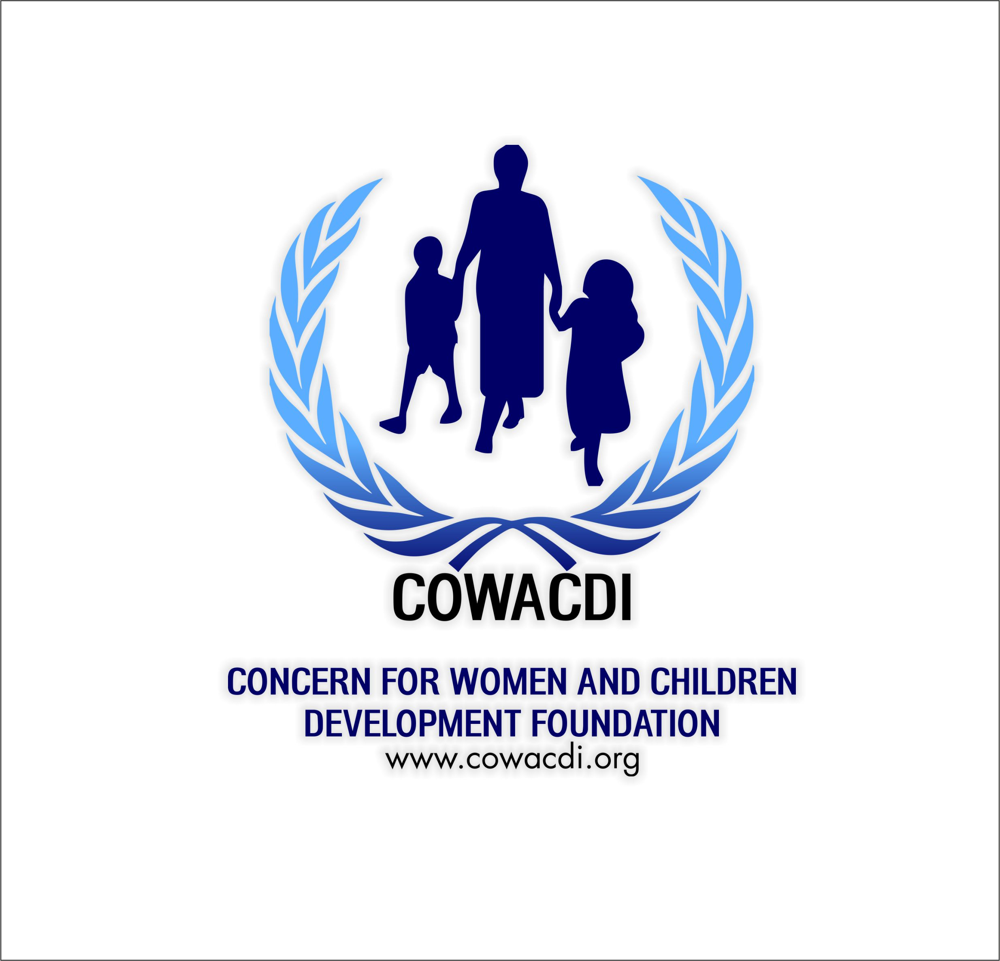 COWACDI
CONCERN FOR WOMEN AND CHILDREN
DEVELOPMENT FOUNDATION
www.cowacdi.org